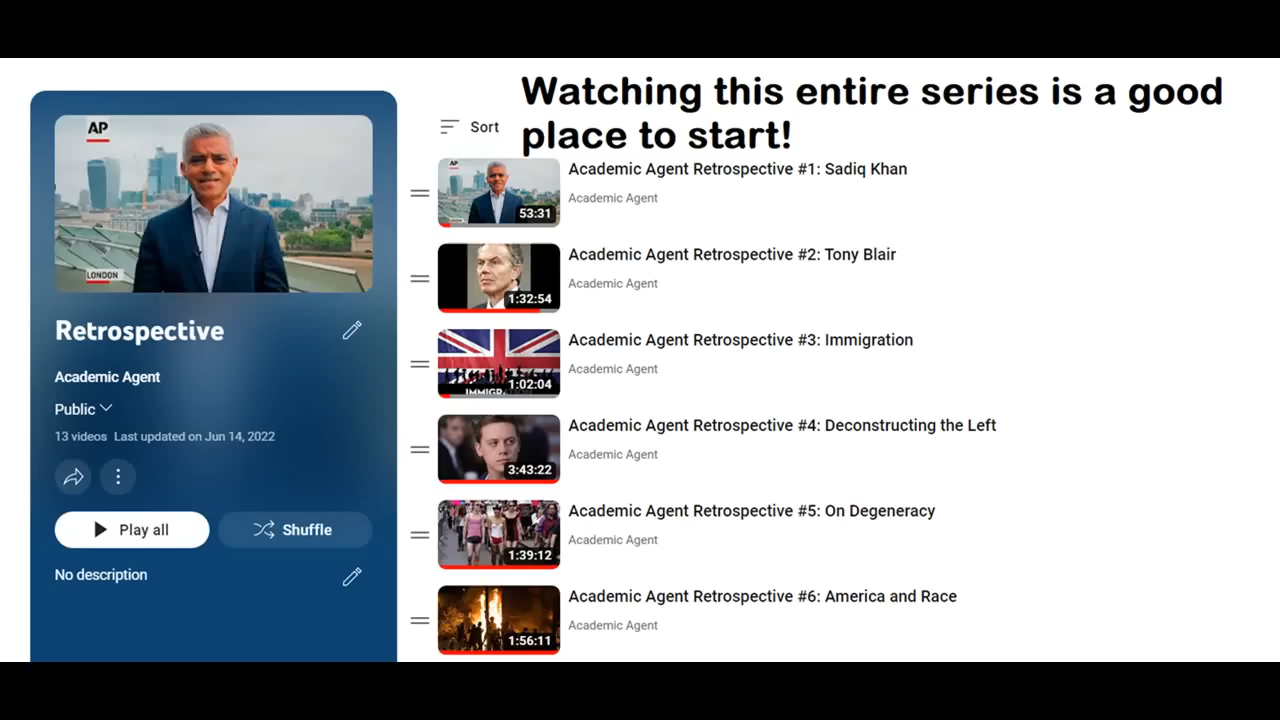 Watching this entire series is a good
place to start!
AP
LONDON
Retrospective
Academic Agent
Public
13 videos Last updated on Jun 14, 2022
Play all
Shuffle
No description
Sort
AP
53:31
Academic Agent Retrospective #1: Sadiq Khan
Academic Agent
1:32:54
Academic Agent Retrospective #2: Tony Blair
Academic Agent
1:02:04
Academic Agent Retrospective #3: Immigration
Academic Agent
3:43:22
Academic Agent Retrospective #4: Deconstructing the Left
Academic Agent
1:39:12
Academic Agent Retrospective #5: On Degeneracy
Academic Agent
1:56:11
Academic Agent Retrospective #6: America and Race
Academic Agent